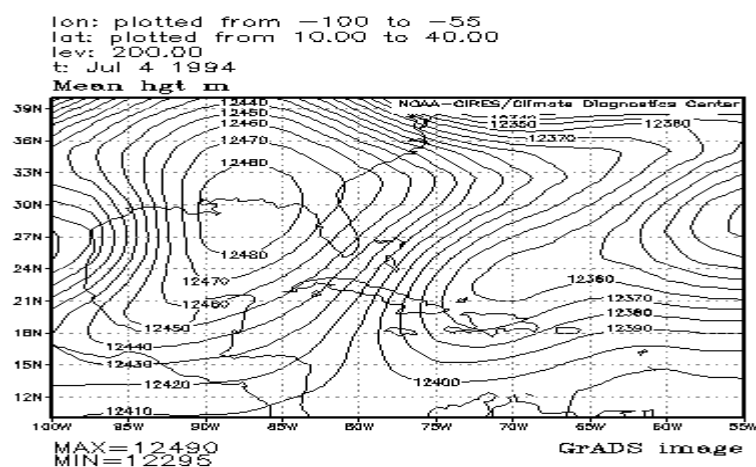 lon: plotted from -100 to -55
lat: plotted from 10.00 to 40.00
lev: 200.00
t: Jul 4 1994
Mean hgt m
NOAA-CIRES/Climate Diagnostics Center
39N
36N
33N
30N
27N
24N
21N
18N
15N
12N
12440
12450
12460
12470
12480
12350
12380
12370
12480
12470
12460
12450
12440
12430
12420
12410
12400
12360
12370
12380
12390
100W 95W 90W 85W 80W 75W 70W 65W 60W 55W
MAX=12490
MIN=12295
GrADS image